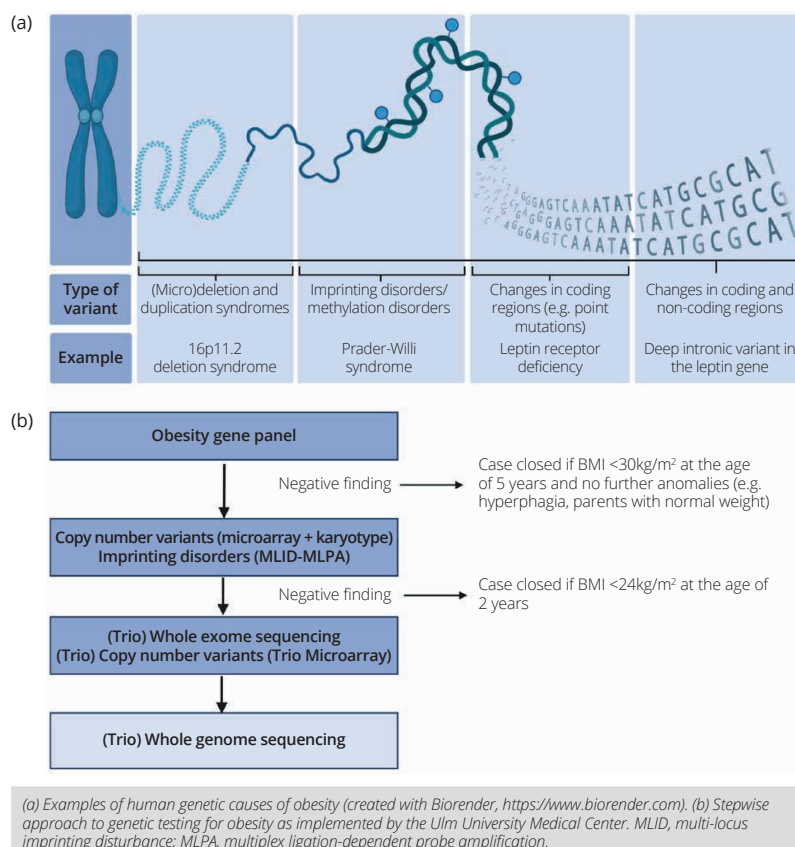 (a)
AGGGAGTCAAATATCATGCGCAT
GAGGGAGTCAAATATCATGCG
AGGGAGTCAAATATCATGCGCAT
Type of variant
(Micro)deletion and duplication syndromes
Imprinting disorders/ methylation disorders
Changes in coding regions (e.g. point mutations)
Changes in coding and non-coding regions
Example
16p11.2 deletion syndrome
Prader-Willi syndrome
Leptin receptor deficiency
Deep intronic variant in the leptin gene
(b)
Obesity gene panel
Negative finding
Case closed if BMI <30kg/m² at the age
of 5 years and no further anomalies (e.g.
hyperphagia, parents with normal weight)
Copy number variants (microarray + karyotype)
Imprinting disorders (MLID-MLPA)
Negative finding
Case closed if BMI <24kg/m² at the age of
2 years
(Trio) Whole exome sequencing
(Trio) Copy number variants (Trio Microarray)
(Trio) Whole genome sequencing
(a) Examples of human genetic causes of obesity (created with Biorender, https://www.biorender.com). (b) Stepwise
approach to genetic testing for obesity as implemented by the Ulm University Medical Center. MLID, multi-locus
imprinting disturbance; MLPA, multiplex ligation-dependent probe amplification.